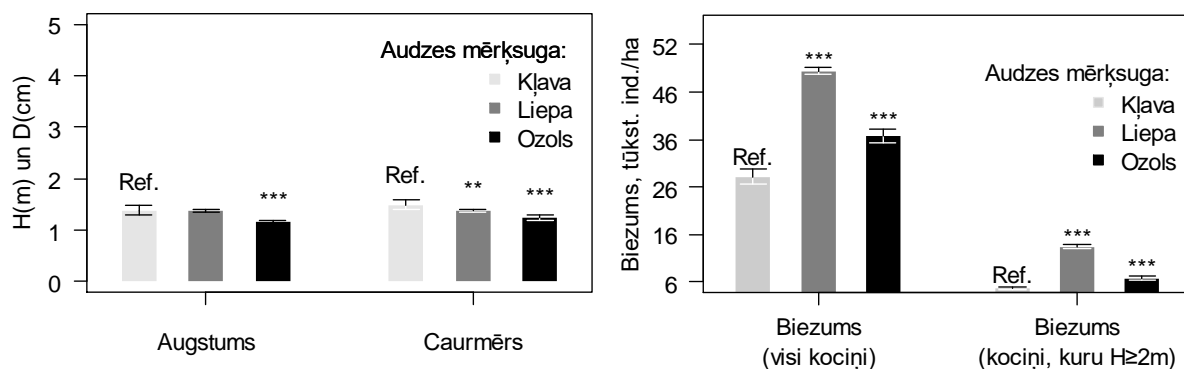 5
4
3
2
1
0
H(m) un D(cm)
Audzes mērķsuga:
Kļava
Liepa
Ozols
Ref.
***
Ref.
**
***
Augstums
Caurmērs
52
46
36
26
16
6
Biezums, tūkst. ind./ha
Audzes mērķsuga:
Kļava
Liepa
Ozols
Ref.
***
***
Ref.
***
***
Biezums
(visi kociņi)
Biezums
(kociņi, kuru H≥2m)